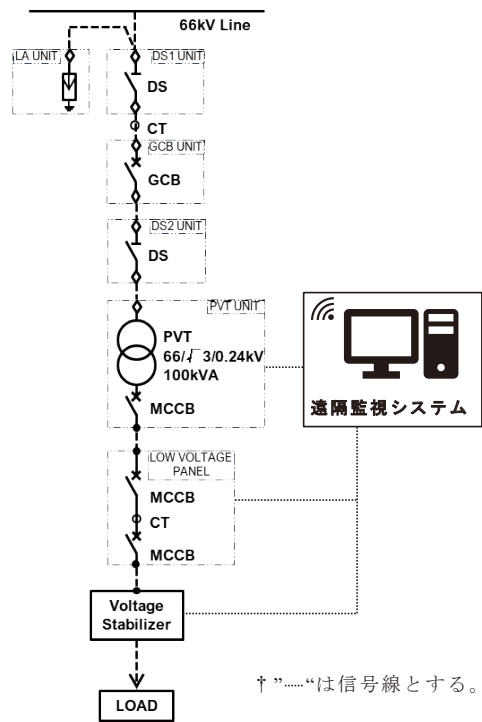 66kV Line
LA UNIT
DS1 UNIT
DS
CT
GCB UNIT
GCB
DS2 UNIT
DS
PVT UNIT
PVT
66/√3/0.24kV
100kVA
MCCB
遠隔監視システム
LOW VOLTAGE
PANEL
MCCB
CT
MCCB
Voltage
Stabilizer
LOAD
† ”┈┈“は信号線とする。